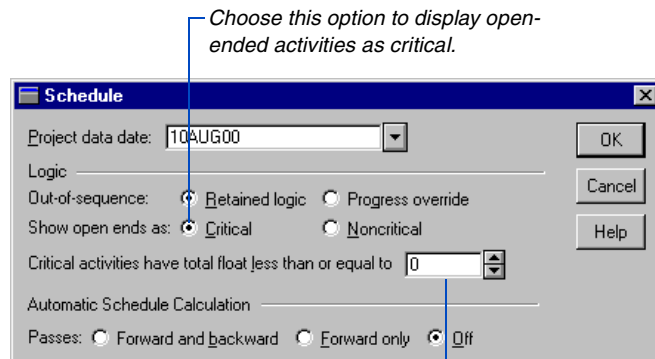 Choose this option to display open-
ended activities as critical.
Schedule
Project data date: 10AUG00
OK
Logic
Out-of-sequence: Retained logic Progress override
Cancel
Show open ends as: Critical Noncritical
Help
Critical activities have total float less than or equal to 0
Automatic Schedule Calculation
Passes: Forward and backward Forward only Off